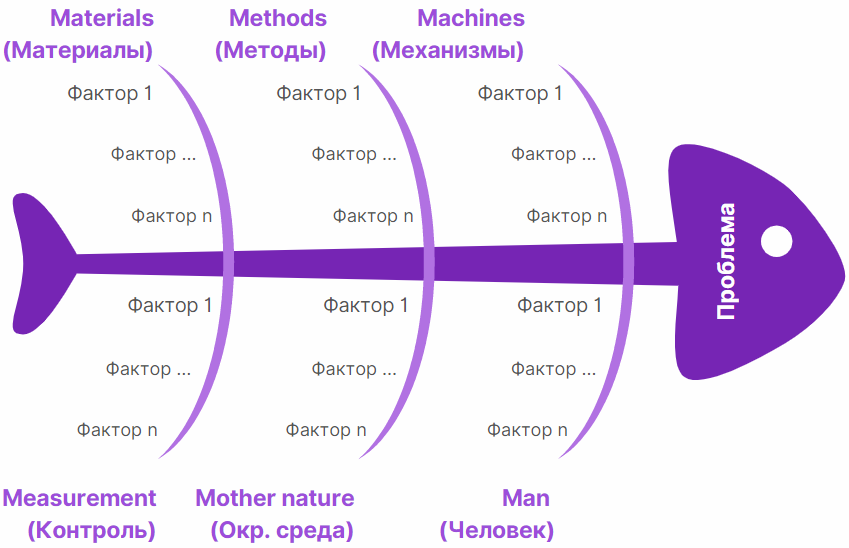 Materials
(Материалы)
Methods
(Методы)
Machines
(Механизмы)
Фактор 1
Фактор ...
Фактор n
Фактор 1
Фактор ...
Фактор n
Фактор 1
Фактор ...
Фактор n
Проблема
Фактор 1
Фактор ...
Фактор n
Фактор 1
Фактор ...
Фактор n
Фактор 1
Фактор ...
Фактор n
Measurement
(Контроль)
Mother nature
(Окр. среда)
Man
(Человек)